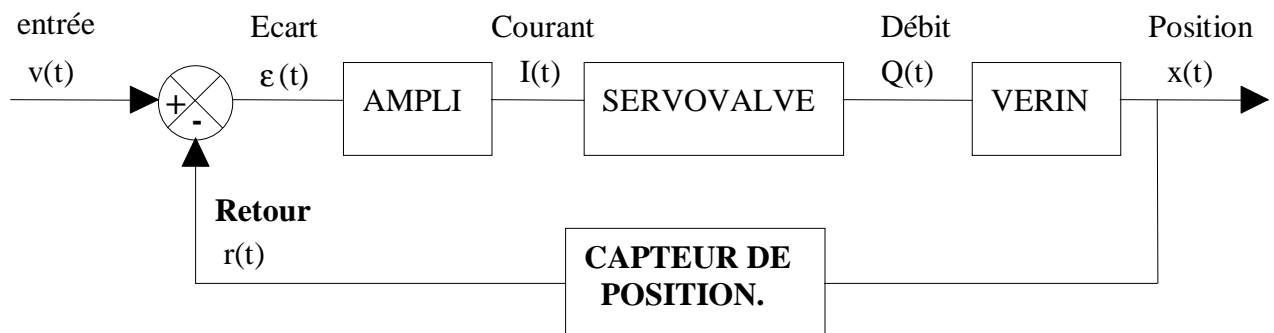 entrée
v(t)
Ecart
ε(t)
Courant
I(t)
Débit
Q(t)
Position
x(t)
+
-
AMPLI
SERVOVALVE
VERIN
Retour
r(t)
CAPTEUR DE
POSITION.